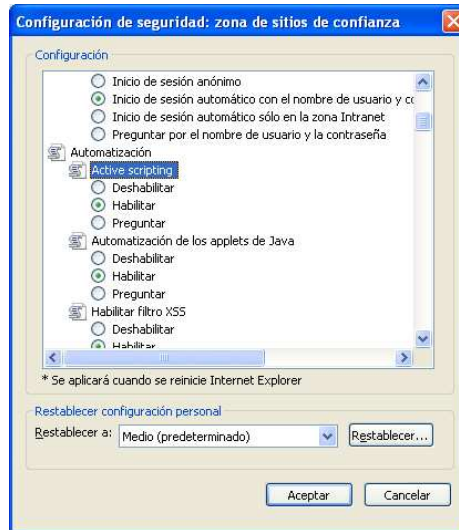 Configuración de seguridad: zona de sitios de confianza
Configuración
Inicio de sesión anónimo
Inicio de sesión automático con el nombre de usuario y
Inicio de sesión automático sólo en la zona Intranet
Preguntar por el nombre de usuario y la contraseña
Automatización
Active scripting
Deshabilitar
Habilitar
Preguntar
Automatización de los applets de Java
Deshabilitar
Habilitar
Preguntar
Habilitar filtro XSS
Deshabilitar
Habilitar
* Se aplicará cuando se reinicie Internet Explorer
Restablecer configuración personal
Restablecer a: Medio (predeterminado) Restablecer...
Aceptar Cancelar